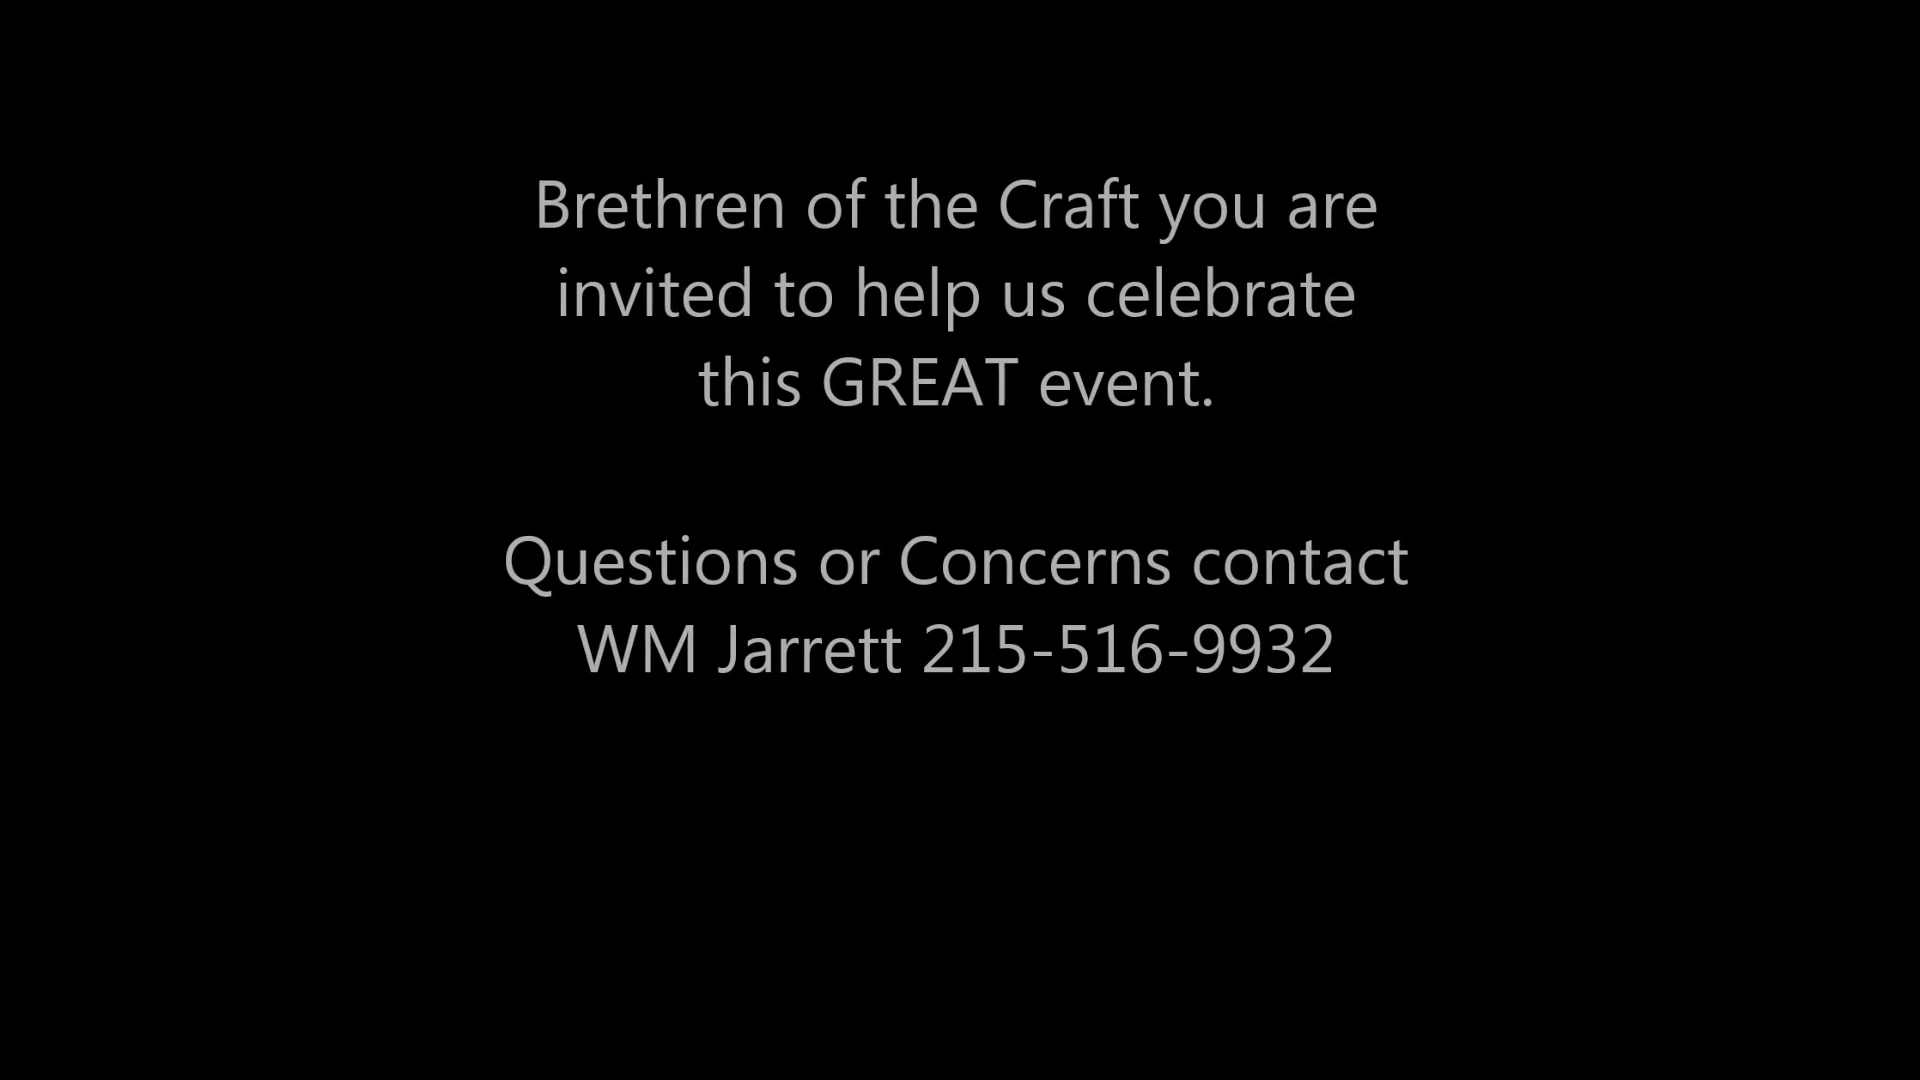 Brethren of the Craft you are
invited to help us celebrate
this GREAT event.
Questions or Concerns contact
WM Jarrett 215-516-9932